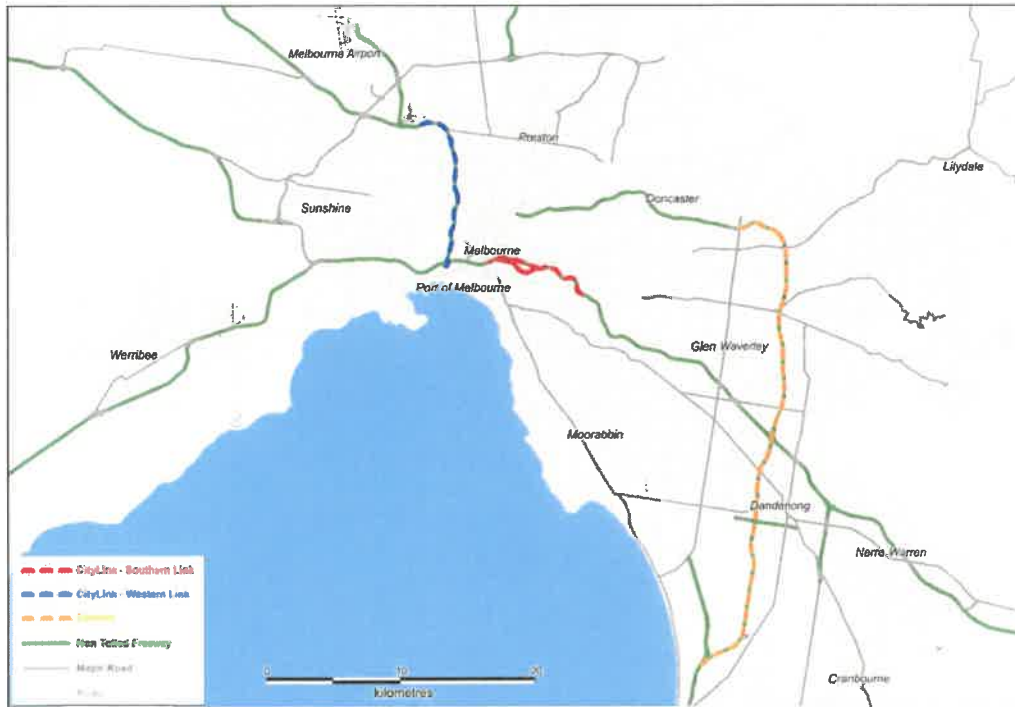 Melbourne Airport
Preston
Lilydale
Doncaster
Sunshine
Melbourne
Port of Melbourne
Glen Waverley
Werribee
Moorabbin
Dandenong
Narre Warren
CityLink - Southern Link
CityLink - Western Link
Non Tolled Freeway
Major Road
0 10 20
kilometres
Cranbourne